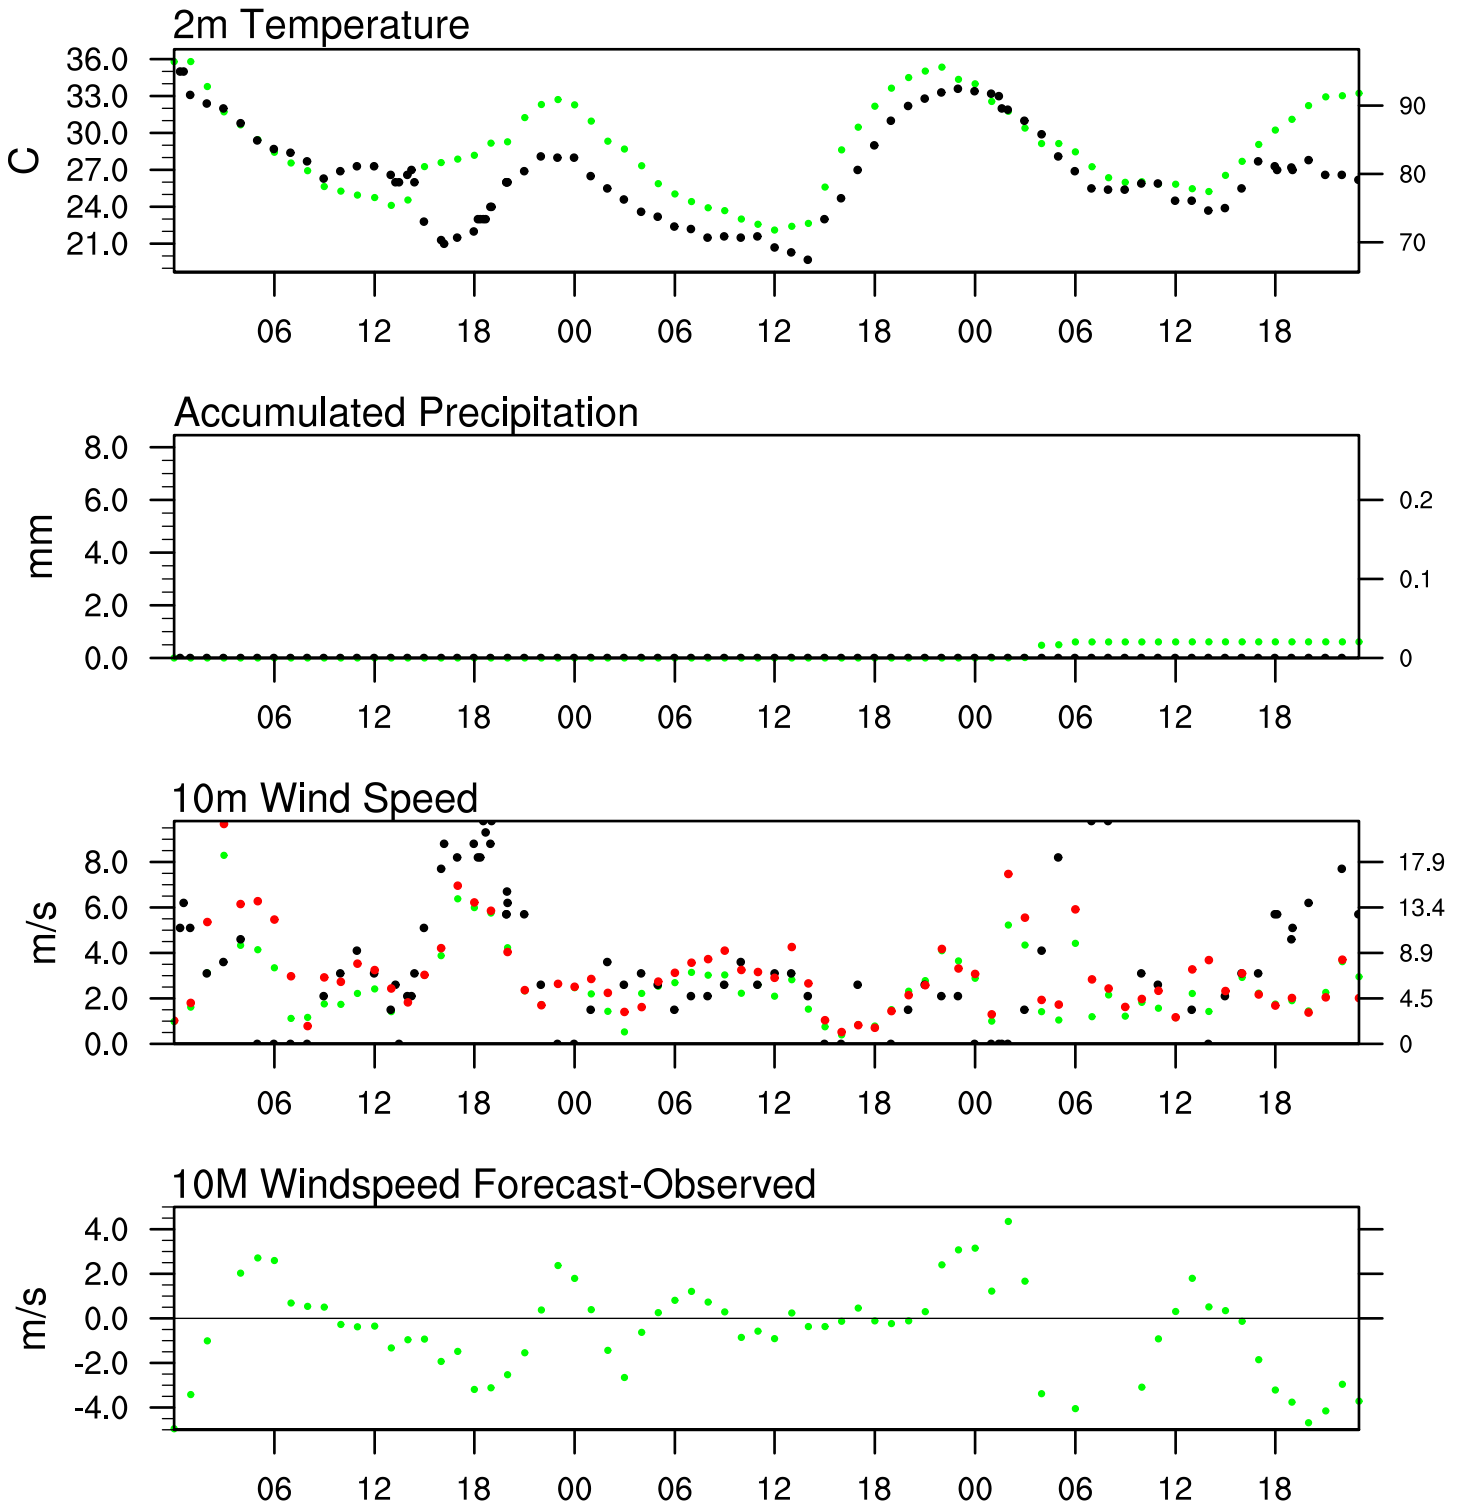 2m Temperature
36.0
33.0
30.0
27.0
24.0
21.0
C
90
80
70
06 12 18 00 06 12 18 00 06 12 18
Accumulated Precipitation
8.0
6.0
4.0
2.0
0.0
mm
0.2
0.1
0
06 12 18 00 06 12 18 00 06 12 18
10m Wind Speed
8.0
6.0
4.0
2.0
0.0
m/s
17.9
13.4
8.9
4.5
0
06 12 18 00 06 12 18 00 06 12 18
10M Windspeed Forecast-Observed
4.0
2.0
0.0
-2.0
-4.0
m/s
06 12 18 00 06 12 18 00 06 12 18